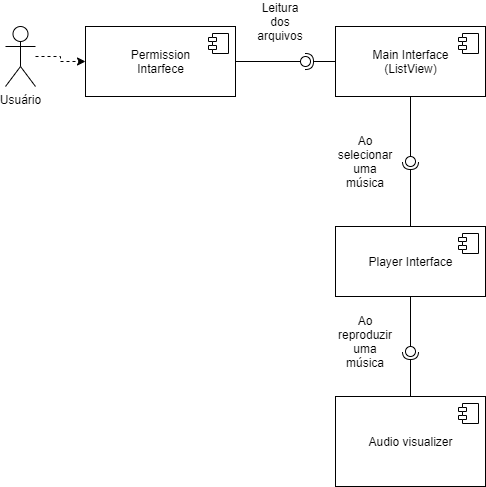 Leitura
dos
arquivos
Permission
Intarfece
Main Interface
(ListView)
Usuário
Ao
selecionar
uma
música
Player Interface
Ao
reproduzir
uma
música
Audio visualizer